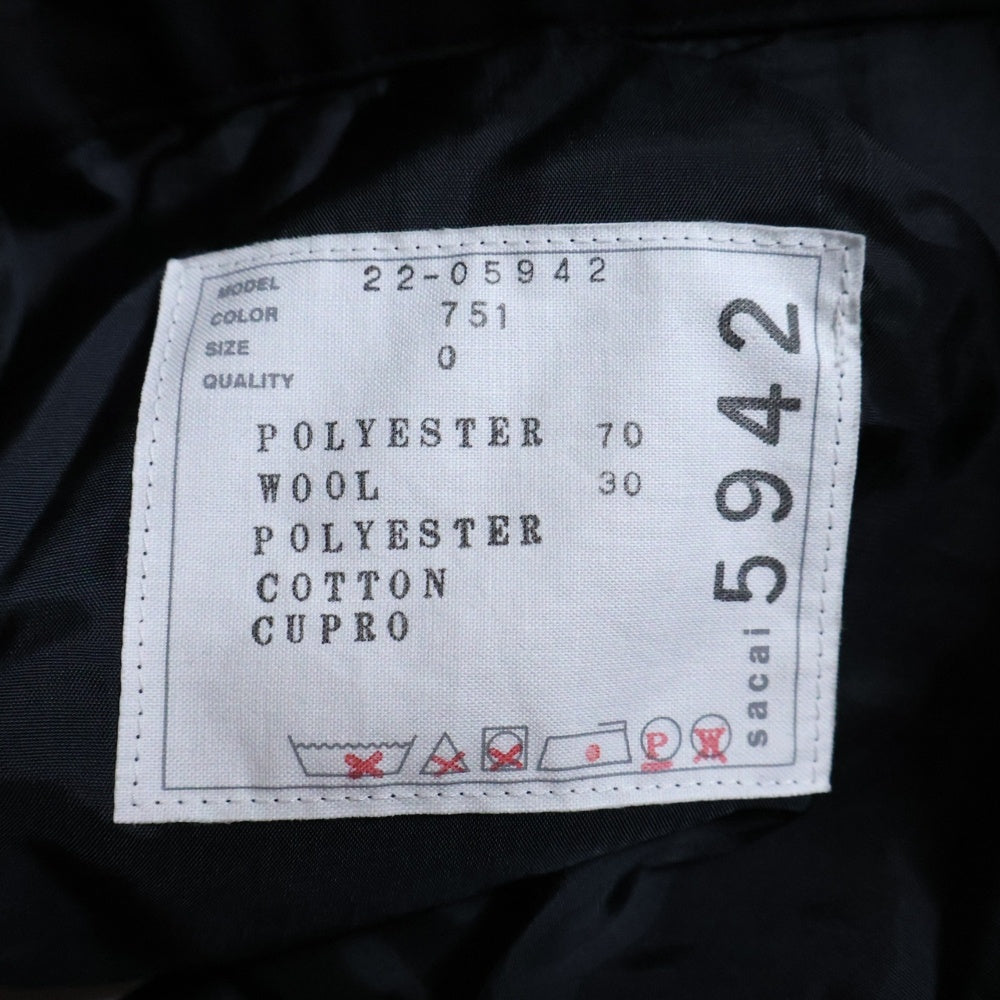 MODEL 22-05942
COLOR 751
SIZE 0
QUALITY
POLYESTER 70
WOOL 30
POLYESTER
COTTON
CUPRO
P W
sacai 5942